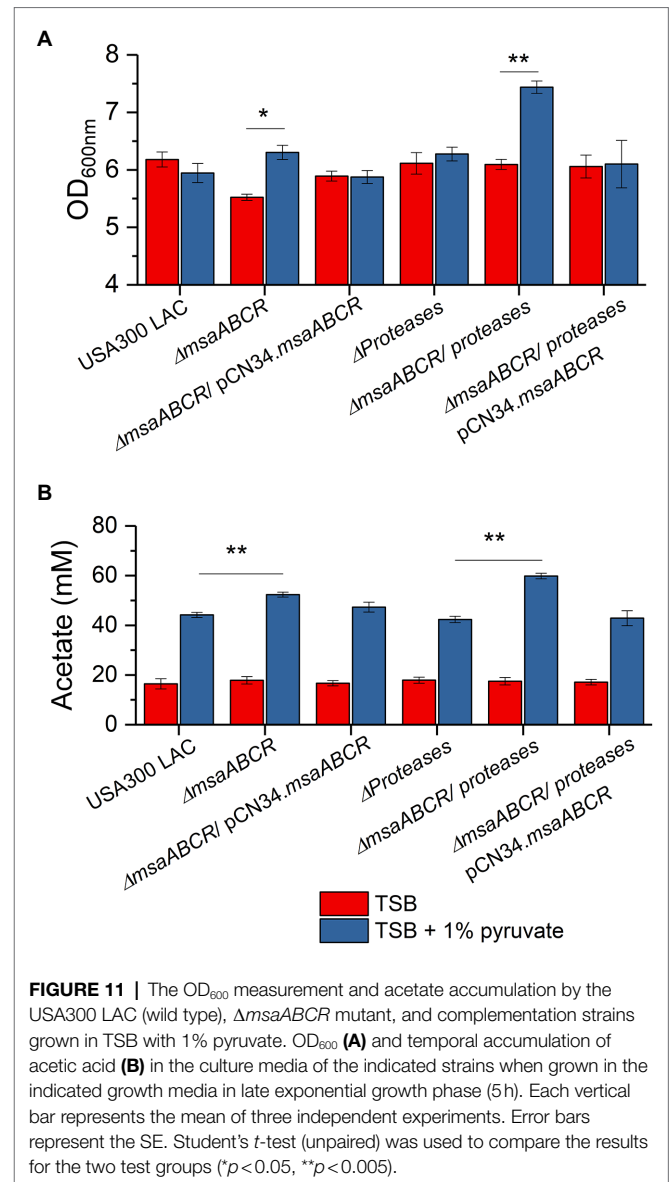 A
8
7
6
5
4
OD600nm
*
**
USA300 LAC
ΔmsaABCR
ΔmsaABCR/ pCN34.msaABCR
ΔProteases
ΔmsaABCR/ proteases
ΔmsaABCR/ proteases
pCN34.msaABCR
B
80
60
40
20
0
Acetate (mM)
**
**
USA300 LAC
ΔmsaABCR
ΔmsaABCR/ pCN34.msaABCR
ΔProteases
ΔmsaABCR/ proteases
ΔmsaABCR/ proteases
pCN34.msaABCR
TSB
TSB + 1% pyruvate
FIGURE 11 | The OD600 measurement and acetate accumulation by the
USA300 LAC (wild type), ΔmsaABCR mutant, and complementation strains
grown in TSB with 1% pyruvate. OD600 (A) and temporal accumulation of
acetic acid (B) in the culture media of the indicated strains when grown in the
indicated growth media in late exponential growth phase (5 h). Each vertical
bar represents the mean of three independent experiments. Error bars
represent the SE. Student's t-test (unpaired) was used to compare the results
for the two test groups (*p < 0.05, **p < 0.005).